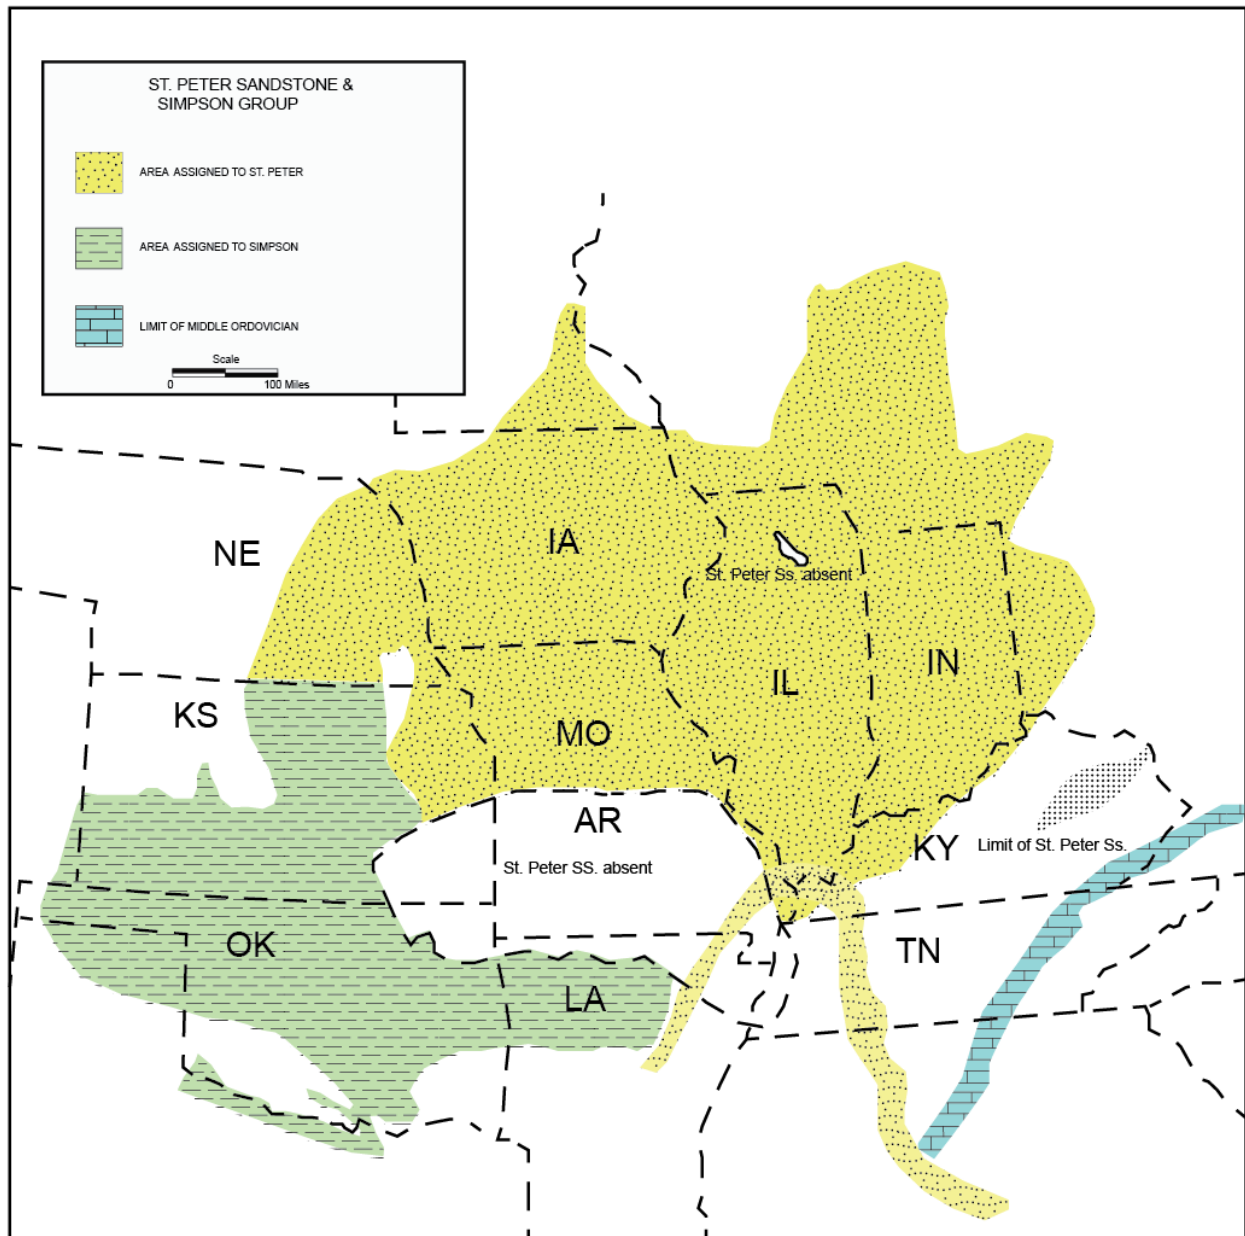 ST. PETER SANDSTONE &
SIMPSON GROUP
AREA ASSIGNED TO ST. PETER
AREA ASSIGNED TO SIMPSON
LIMIT OF MIDDLE ORDOVICIAN
Scale
0 100 Miles
NE
IA
St. Peter Ss. absent
IN
IL
KS
MO
AR
KY
Limit of St. Peter Ss.
St. Peter SS. absent
OK
TN
LA